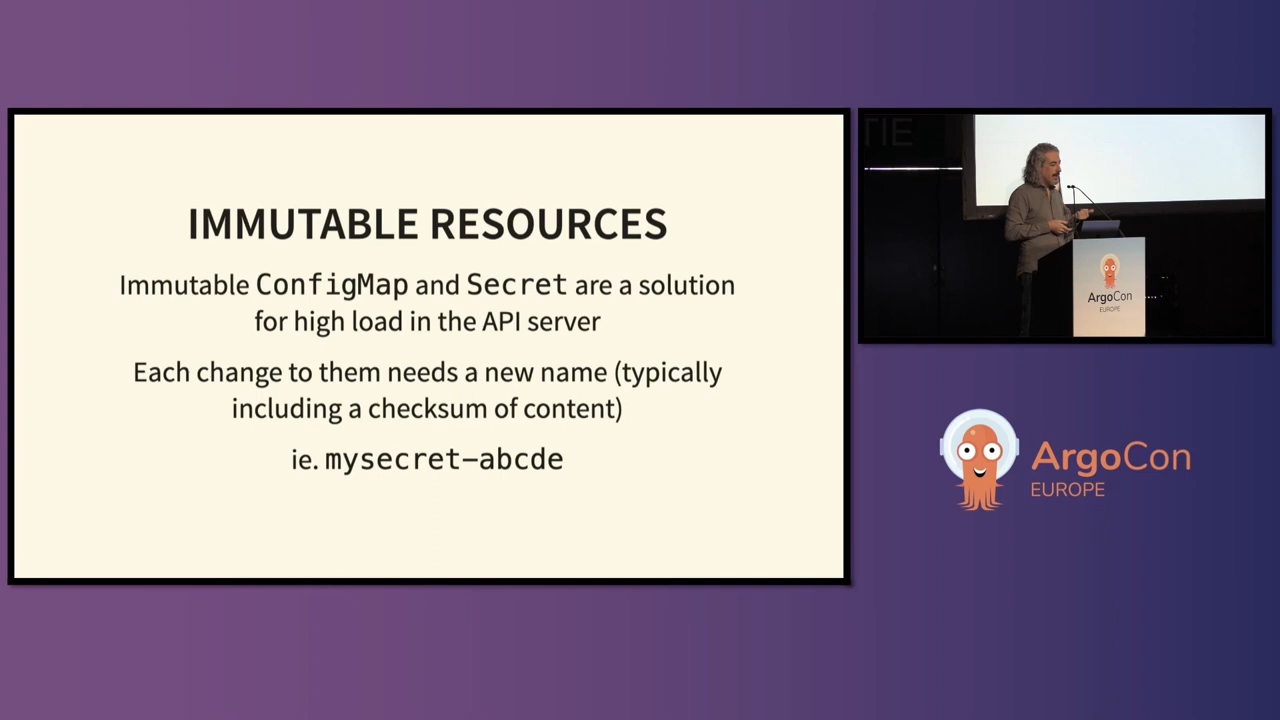 IMMUTABLE RESOURCES
Immutable ConfigMap and Secret are a solution
for high load in the API server
Each change to them needs a new name (typically
including a checksum of content)
ie. mysecret-abcde
TIE
ArgoCon
EUROPE
ArgoCon
EUROPE